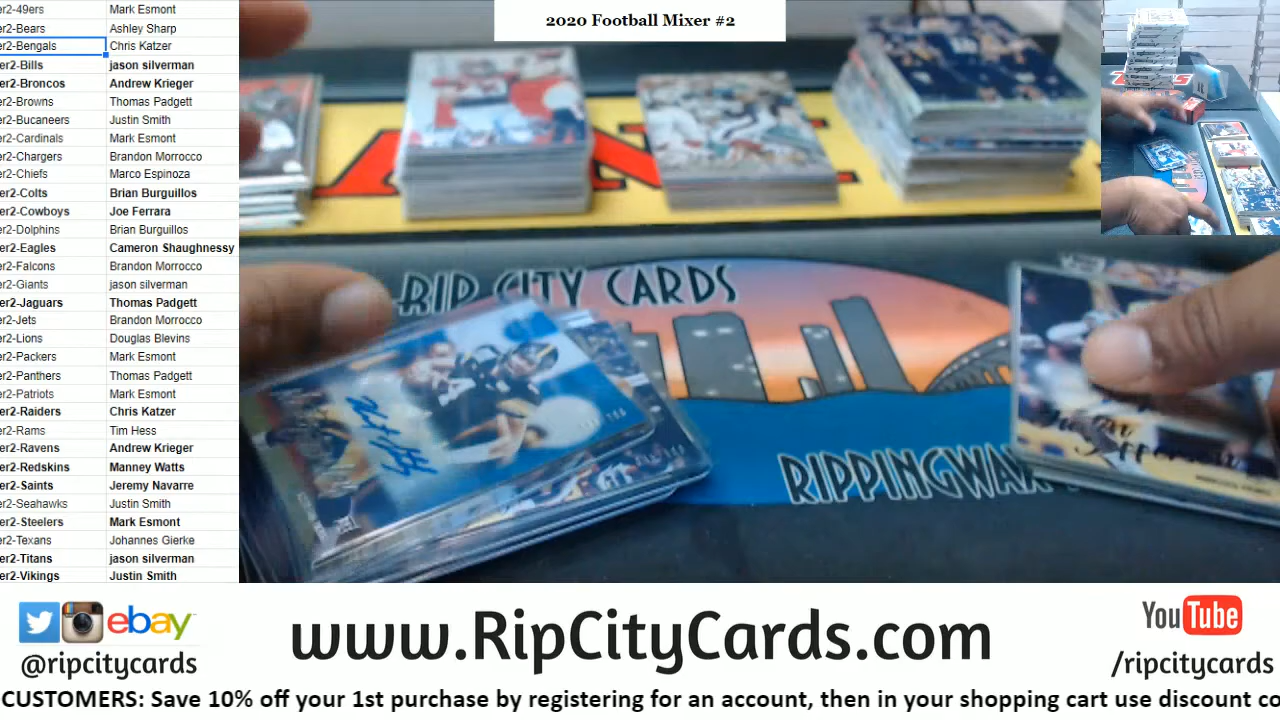 2020 Football Mixer #2
er2-49ers Mark Esmont
er2-Bears Ashley Sharp
er2-Bengals Chris Katzer
er2-Bills jason silverman
er2-Broncos Andrew Krieger
er2-Browns Thomas Padgett
er2-Bucaneers Justin Smith
er2-Cardinals Mark Esmont
er2-Chargers Brandon Morrocco
er2-Chiefs Marco Espinoza
er2-Colts Brian Burguillos
er2-Cowboys Joe Ferrara
er2-Dolphins Brian Burguillos
er2-Eagles Cameron Shaughnessy
er2-Falcons Brandon Morrocco
er2-Giants jason silverman
er2-Jaguars Thomas Padgett
er2-Jets Brandon Morrocco
er2-Lions Douglas Blevins
er2-Packers Mark Esmont
er2-Panthers Thomas Padgett
er2-Patriots Mark Esmont
er2-Raiders Chris Katzer
er2-Rams Tim Hess
er2-Ravens Andrew Krieger
er2-Redskins Manney Watts
er2-Saints Jeremy Navarre
er2-Seahawks Justin Smith
er2-Steelers Mark Esmont
er2-Texans Johannes Gierke
er2-Titans jason silverman
er2-Vikings Justin Smith
RIP CITY CARDS
RIPPINGWAX
ebay
@ripcitycards
www.RipCityCards.com
YouTube
/ripcitycards
CUSTOMERS: Save 10% off your 1st purchase by registering for an account, then in your shopping cart use discount co